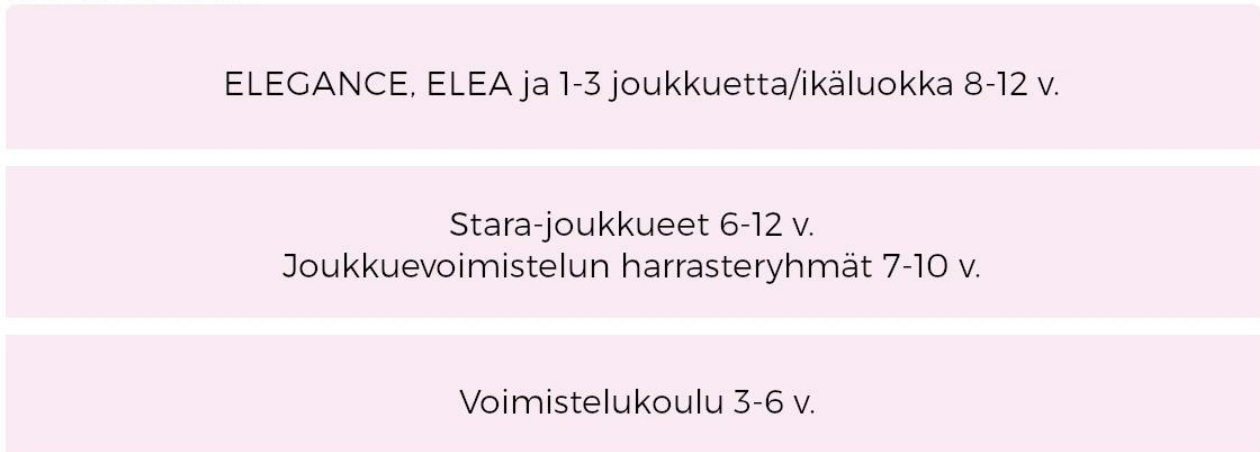 ELEGANCE, ELEA ja 1-3 joukkuetta/ikäluokka 8-12 v.
Stara-joukkueet 6-12 v.
Joukkuevoimistelun harrasteryhmät 7-10 v.
Voimistelukoulu 3-6 v.